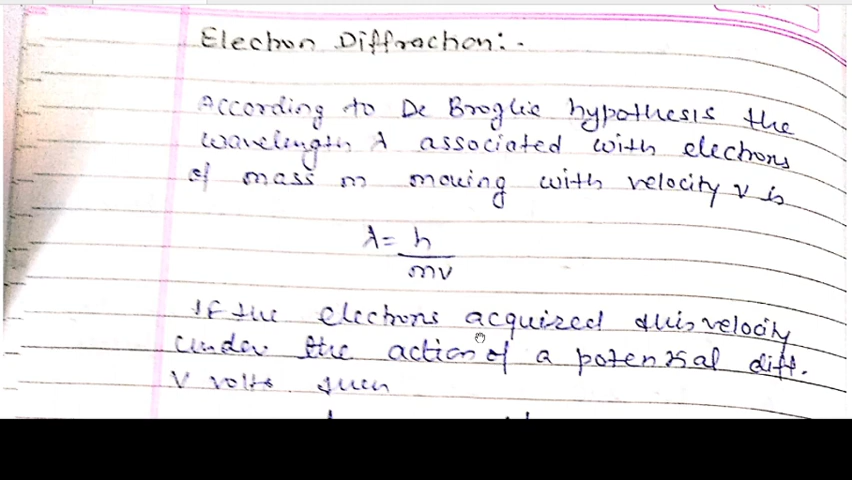 Electron Diffraction:-
According to De Broglie hypothesis the
wavelength λ associated with electrons
of mass m moving with velocity v is
λ = h
mv
If the electrons acquired this velocity
under the action of a potential diff.
V volts then